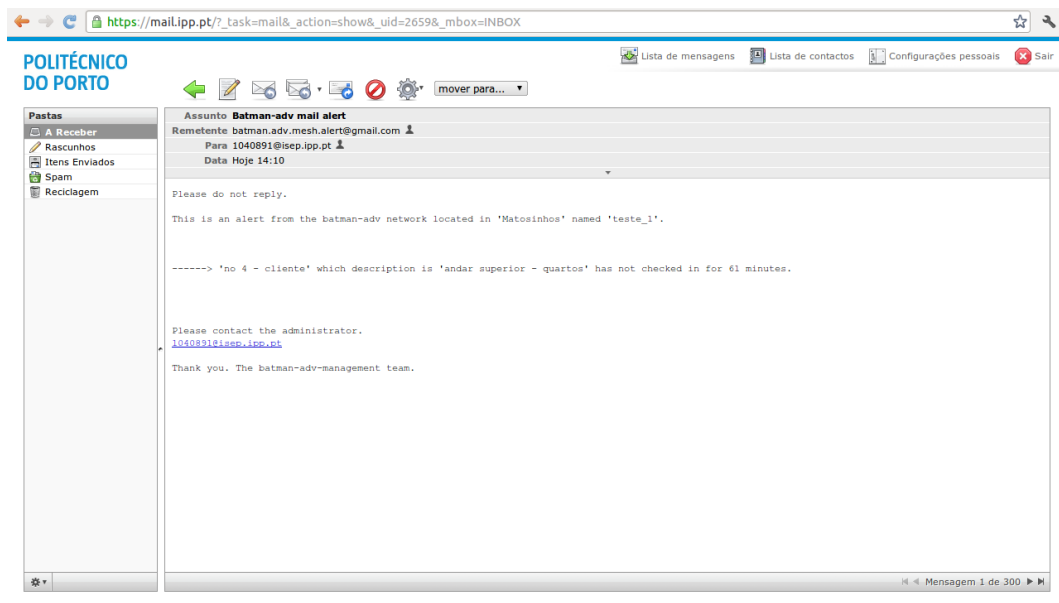 https://mail.ipp.pt/?_task=mail&_action=show&_uid=2659&_mbox=INBOX
POLITÉCNICO
DO PORTO
Lista de mensagens Lista de contactos Configurações pessoais Sair
mover para...
Pastas
A Receber
Rascunhos
Itens Enviados
Spam
Reciclagem
Assunto Batman-adv mail alert
Remetente batman.adv.mesh.alert@gmail.com
Para 1040891@isep.ipp.pt
Data Hoje 14:10
Please do not reply.
This is an alert from the batman-adv network located in 'Matosinhos' named 'teste_1'.
------> 'no 4 - cliente' which description is 'andar superior - quartos' has not checked in for 61 minutes.
Please contact the administrator.
1040891@isep.ipp.pt
Thank you. The batman-adv-management team.
Mensagem 1 de 300